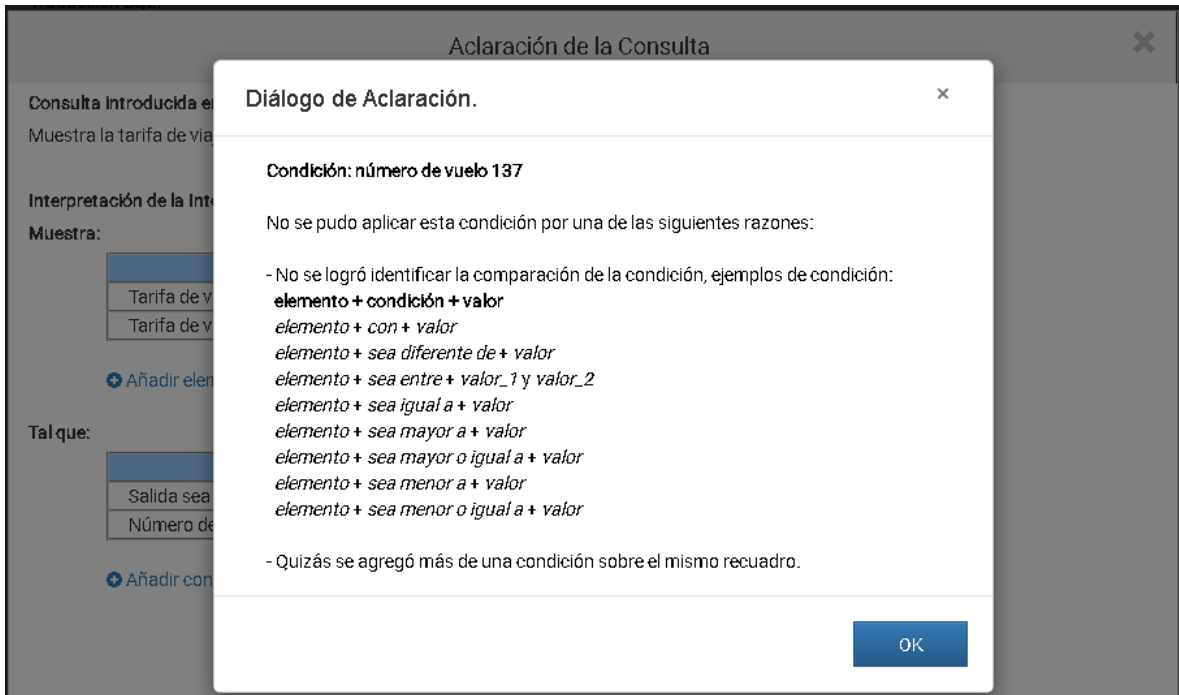 Aclaración de la Consulta
Diálogo de Aclaración.
Consulta introducida
Muestra la tarifa de
Condición: número de vuelo 137
Interpretación de la
No se pudo aplicar esta condición por una de las siguientes razones:
Muestra:
- No se logró identificar la comparación de la condición, ejemplos de condición:
Tarifa de
elemento + condición + valor
Tarifa de
elemento + con + valor
elemento + sea diferente de + valor
Añadir
elemento + sea entre + valor_1 y valor_2
elemento + sea igual a + valor
Tal que:
elemento + sea mayor a + valor
elemento + sea mayor o igual a + valor
Salida sea
elemento + sea menor a + valor
Número
elemento + sea menor o igual a + valor
- Quizás se agregó más de una condición sobre el mismo recuadro.
Añadir
OK